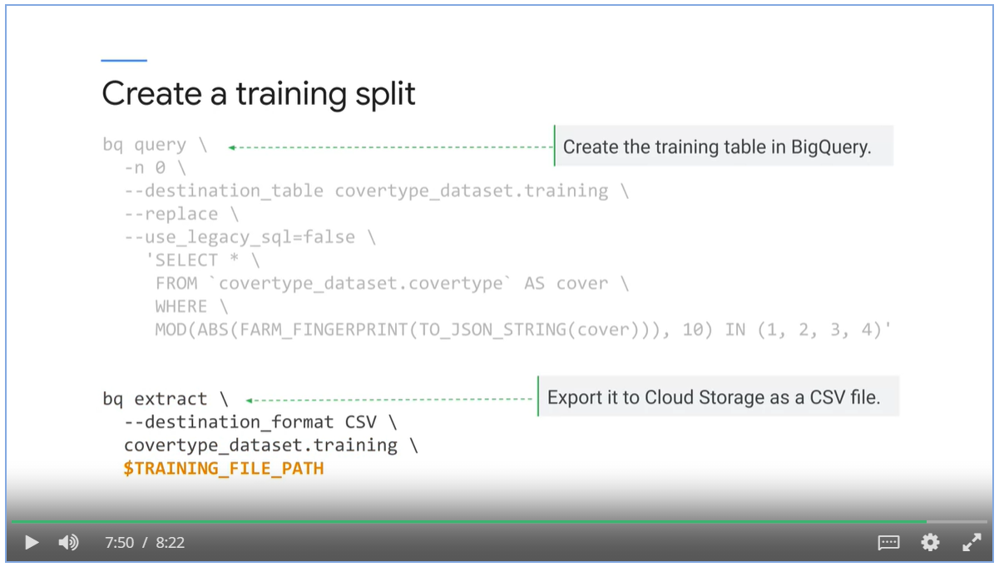 Create a training split
bq query \
Create the training table in BigQuery.
-n 0 \
--destination_table covertype_dataset.training \
--replace \
--use_legacy_sql=false \
'SELECT * \
FROM `covertype_dataset.covertype` AS cover \
WHERE \
MOD(ABS(FARM_FINGERPRINT(TO_JSON_STRING(cover))), 10) IN (1, 2, 3, 4)'
bq extract \
Export it to Cloud Storage as a CSV file.
--destination_format CSV \
covertype_dataset.training \
$TRAINING_FILE_PATH
7:50 / 8:22